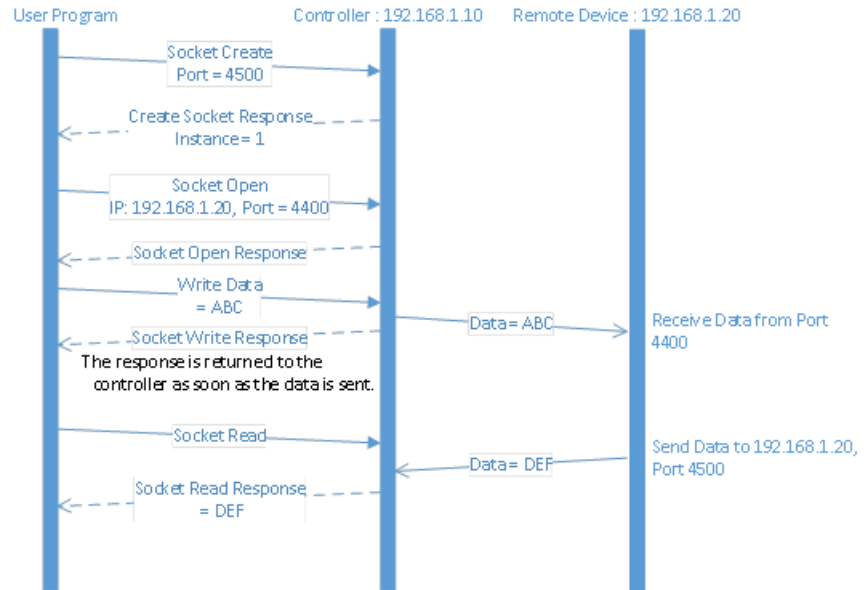 User Program
Controller : 192.168.1.10
Remote Device : 192.168.1.20
Socket Create
Port = 4500
Create Socket Response
Instance = 1
Socket Open
IP: 192.168.1.20, Port = 4400
Socket Open Response
Write Data
= ABC
Data = ABC
Receive Data from Port
4400
Socket Write Response
The response is returned to the
controller as soon as the data is sent.
Socket Read
Send Data to 192.168.1.20,
Port 4500
Data = DEF
Socket Read Response
= DEF